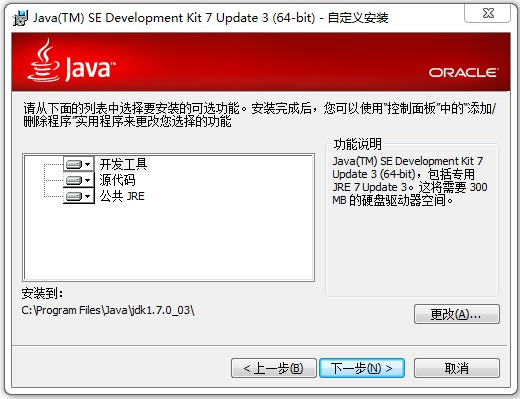 Java(TM) SE Development Kit 7 Update 3 (64-bit) - 自定义安装
Java™
ORACLE
请从下面的列表中选择要安装的可选功能。安装完成后，您可以使用“控制面板”中的“添加/
删除程序”实用程序来更改您选择的功能
开发工具
源代码
公共 JRE
功能说明
Java(TM) SE Development Kit 7
Update 3 (64-bit)，包括专用
JRE 7 Update 3。这将需要 300
MB 的硬盘驱动器空间。
安装到：
C:\Program Files\Java\jdk1.7.0_03\
更改(A)...
< 上一步(B)
下一步(N) >
取消